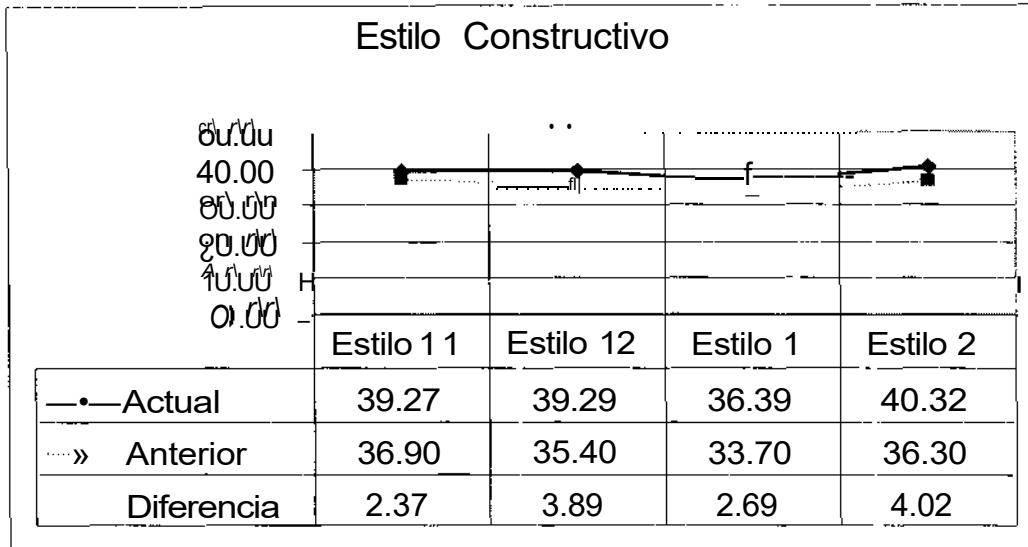 Estilo Constructivo
40.00
Estilo 11 Estilo 12 Estilo 1 Estilo 2
Actual 39.27 39.29 36.39 40.32
Anterior 36.90 35.40 33.70 36.30
Diferencia 2.37 3.89 2.69 4.02